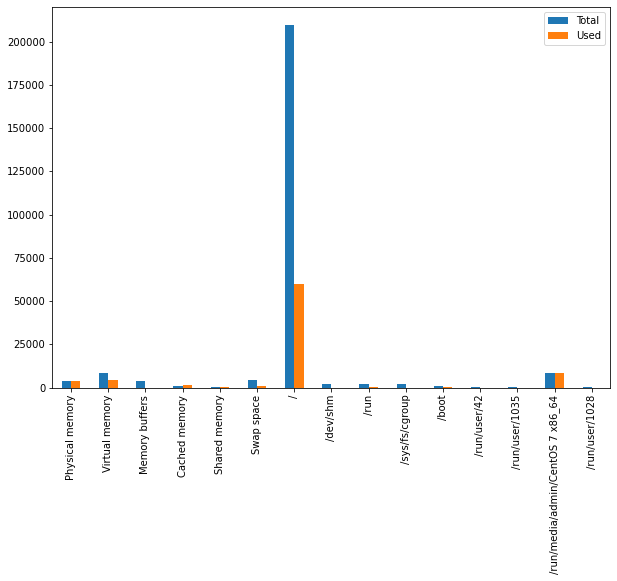 Total
Used
200000
175000
150000
125000
100000
75000
50000
25000
0
Physical memory
Virtual memory
Memory buffers
Cached memory
Shared memory
Swap space
/
/dev/shm
/run
/sys/fs/cgroup
/boot
/run/user/42
/run/user/1035
/run/media/admin/CentOS 7 x86_64
/run/user/1028